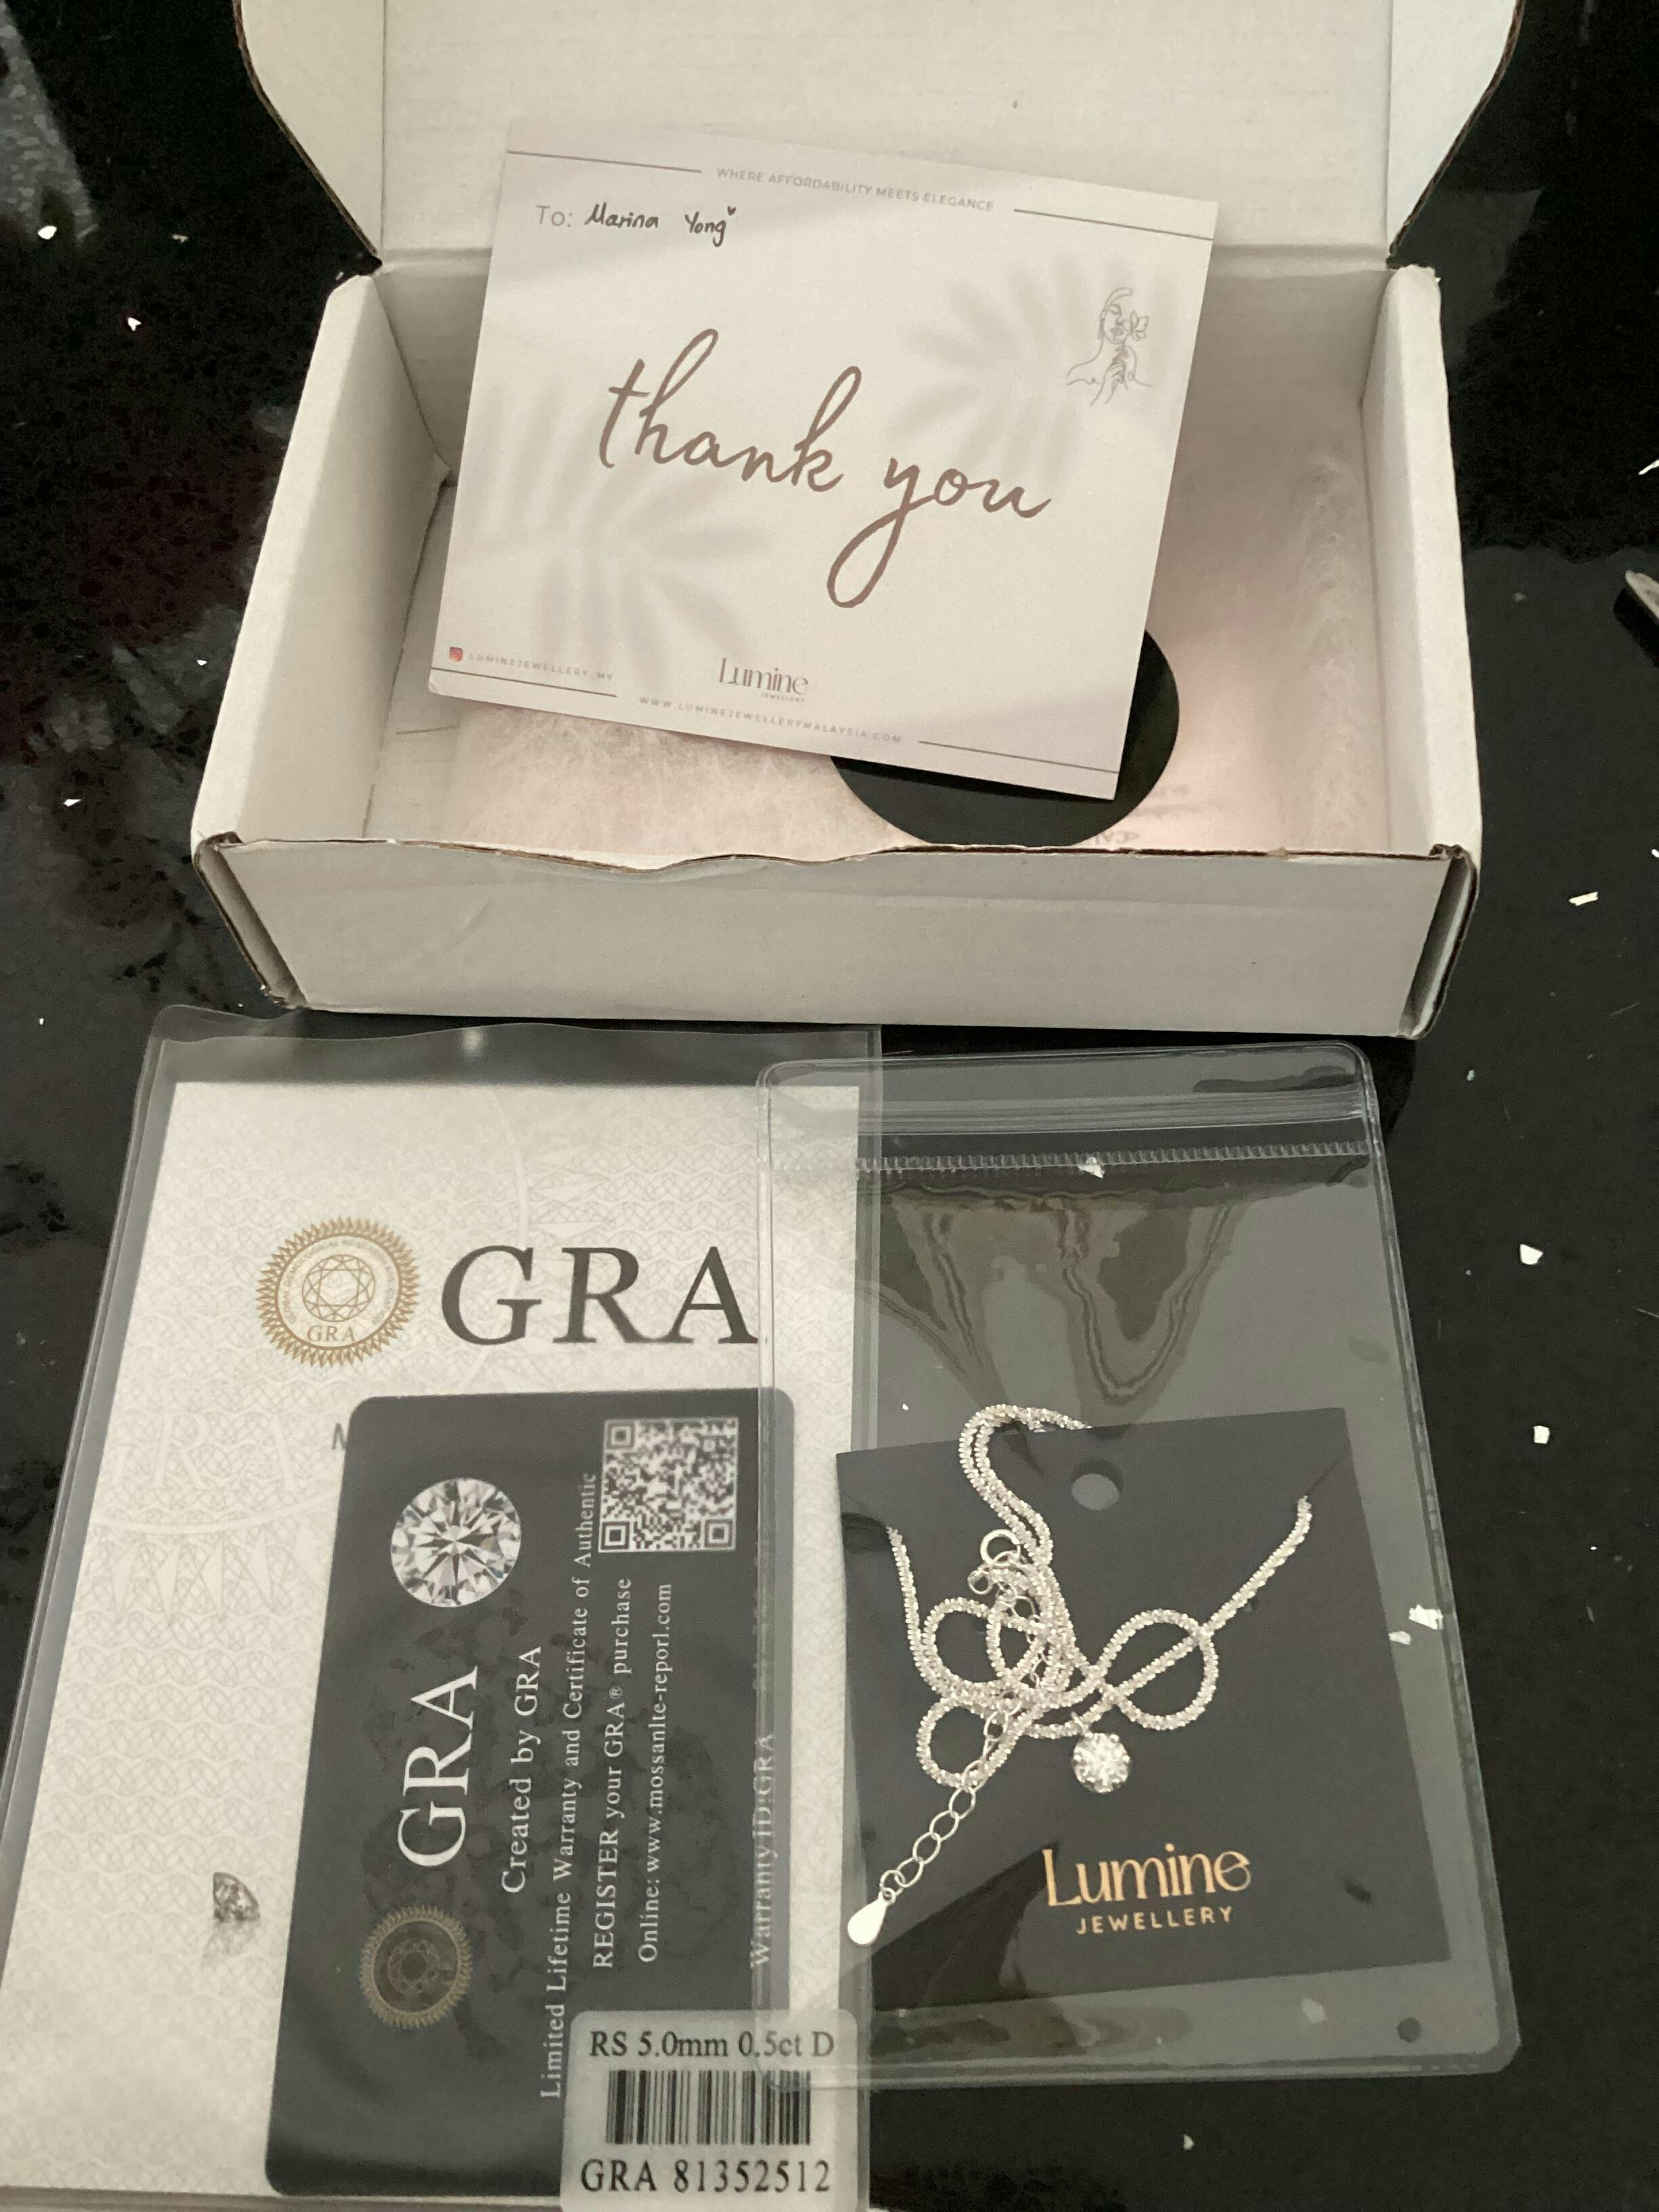 WHERE AFFORDABILITY MEETS ELEGANCE
To: Marina Yong
thank you
LUMINEJEWELLERY_MY
Lumine
JEWELLERY
WWW.LUMINEJEWELLERYMALAYSIA.COM
GRA
GRA
GRA
Created by GRA
Limited Lifetime Warranty and Certificate of Authentic
REGISTER your GRA® purchase
Online: www.mossanlte-reporl.com
Warranty ID:GRA
RS 5.0mm 0.5ct D
GRA 81352512
Lumine
JEWELLERY